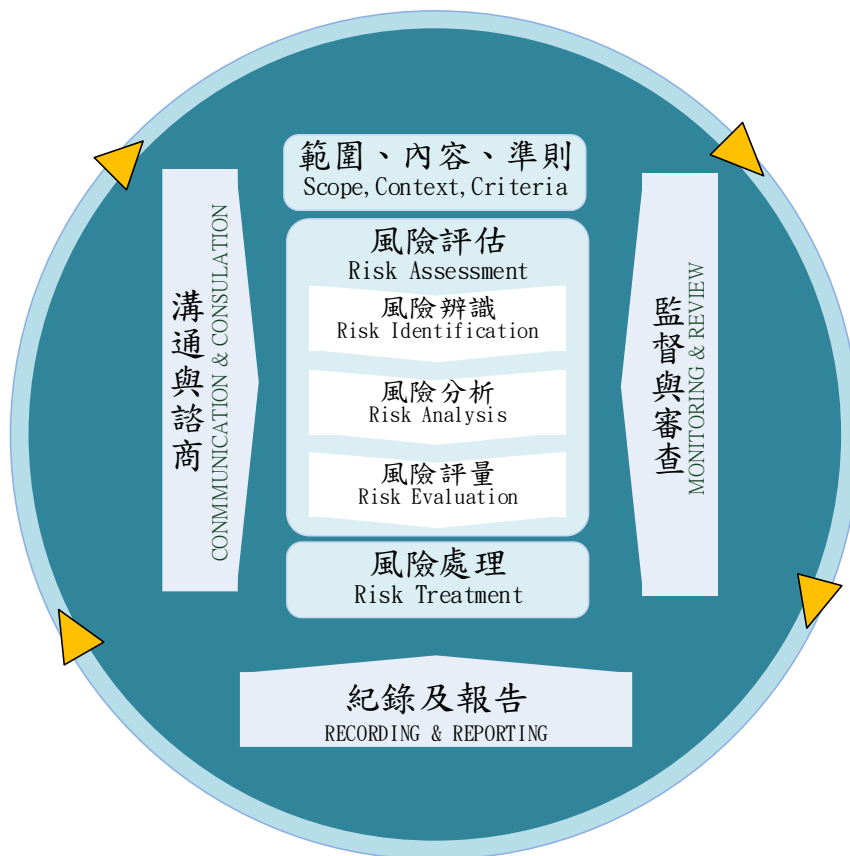 範圍、內容、準則
Scope,Context,Criteria
風險評估
Risk Assessment
風險辨識
Risk Identification
風險分析
Risk Analysis
風險評量
Risk Evaluation
風險處理
Risk Treatment
溝通與諮商
CONMMUNICATION & CONSULATION
監督與審查
MONITORING & REVIEW
紀錄及報告
RECORDING & REPORTING